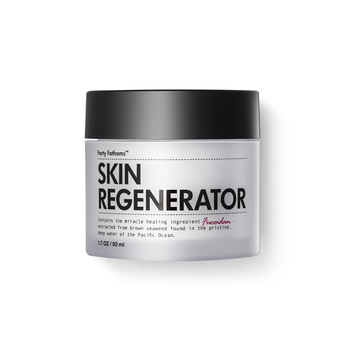 Forty Fathoms™
SKIN
REGENERATOR
Contains the miracle healing ingredient Fucoidan
extracted from brown seaweed found in the pristine,
deep water of the Pacific Ocean.
1.7 OZ / 50 ml